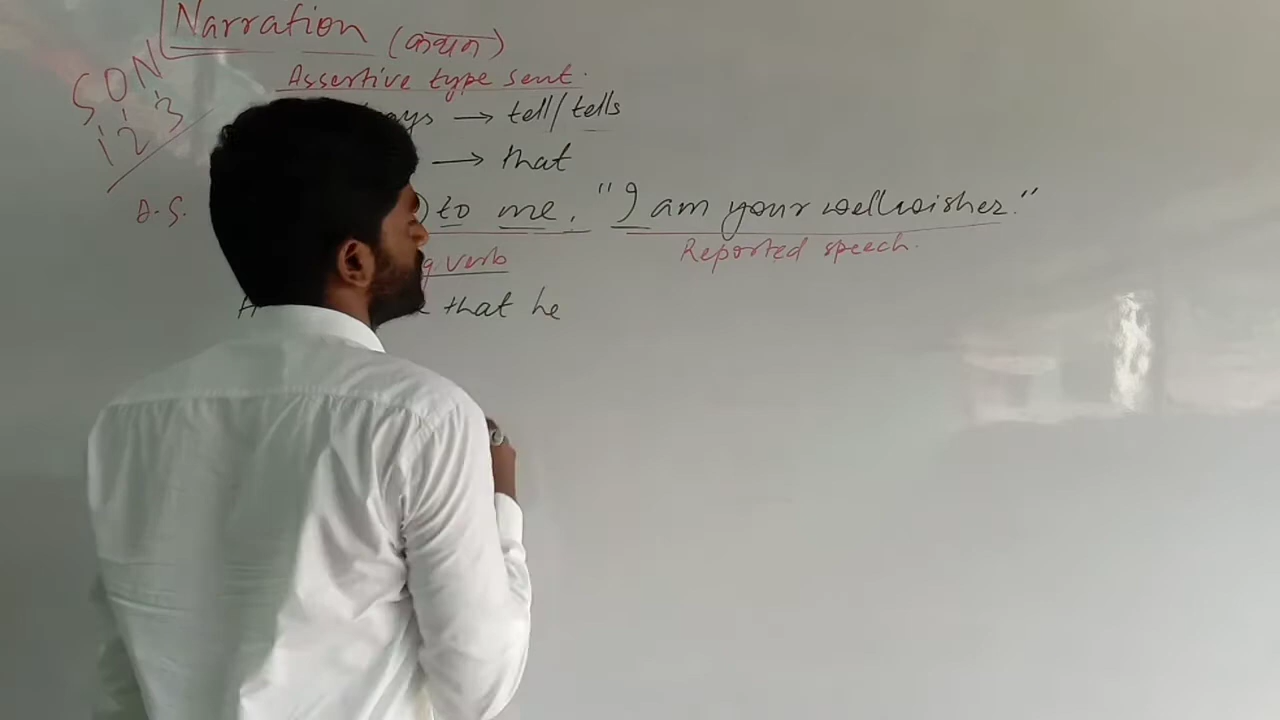 Narration (कथन)
SON
1 2 3
Assertive type sent.
→ tell/tells
→ that
D.S. to me, "I am your wellwisher."
verb Reported speech.
that he